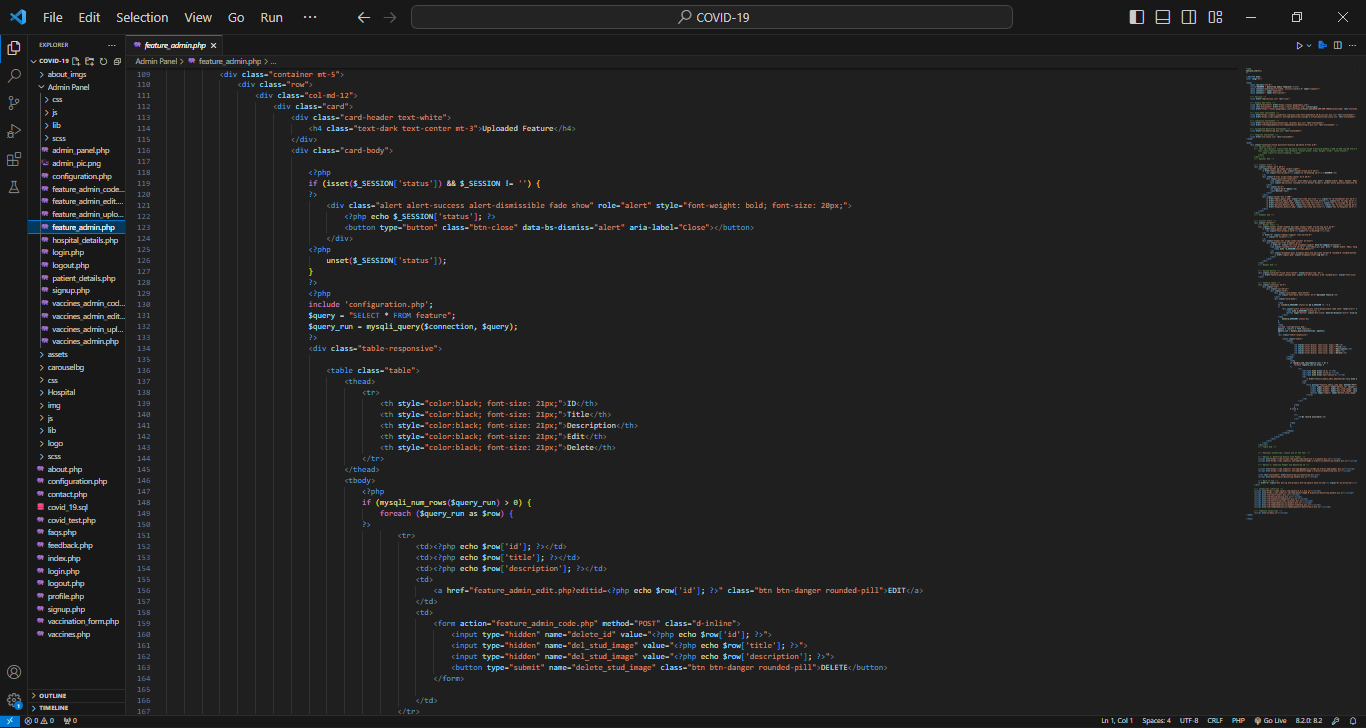 File Edit Selection View Go Run ··· COVID-19
EXPLORER ···
COVID-19
about_imgs
Admin Panel
css
js
lib
scss
admin_panel.php
admin_pic.png
configuration.php
feature_admin_code...
feature_admin_edit...
feature_admin_uplo...
feature_admin.php
hospital_details.php
login.php
logout.php
patient_details.php
signup.php
vaccines_admin_cod...
vaccines_admin_edit...
vaccines_admin_upl...
vaccines_admin.php
assets
carouselbg
css
Hospital
img
js
lib
logo
scss
about.php
configuration.php
contact.php
covid_19.sql
covid_test.php
faqs.php
feedback.php
index.php
login.php
logout.php
profile.php
signup.php
vaccination_form.php
vaccines.php
OUTLINE
TIMELINE
feature_admin.php
Admin Panel > feature_admin.php > ...
109 <div class="container mt-5">
110 <div class="row">
111 <div class="col-md-12">
112 <div class="card">
113 <div class="card-header text-white">
114 <h4 class="text-dark text-center mt-3">Uploaded Feature</h4>
115 </div>
116 <div class="card-body">
117
118 <?php
119 if (isset($_SESSION['status']) && $_SESSION != '') {
120 ?>
121 <div class="alert alert-success alert-dismissible fade show" role="alert" style="font-weight: bold; font-size: 20px;">
122 <?php echo $_SESSION['status']; ?>
123 <button type="button" class="btn-close" data-bs-dismiss="alert" aria-label="Close"></button>
124 </div>
125 <?php
126 unset($_SESSION['status']);
127 }
128 ?>
129 <?php
130 include 'configuration.php';
131 $query = "SELECT * FROM feature";
132 $query_run = mysqli_query($connection, $query);
133 ?>
134 <div class="table-responsive">
135
136 <table class="table">
137 <thead>
138 <tr>
139 <th style="color:black; font-size: 21px;">ID</th>
140 <th style="color:black; font-size: 21px;">Title</th>
141 <th style="color:black; font-size: 21px;">Description</th>
142 <th style="color:black; font-size: 21px;">Edit</th>
143 <th style="color:black; font-size: 21px;">Delete</th>
144 </tr>
145 </thead>
146 <tbody>
147 <?php
148 if (mysqli_num_rows($query_run) > 0) {
149 foreach ($query_run as $row) {
150 ?>
151 <tr>
152 <td><?php echo $row['id']; ?></td>
153 <td><?php echo $row['title']; ?></td>
154 <td><?php echo $row['description']; ?></td>
155 <td>
156 <a href="feature_admin_edit.php?editid=<?php echo $row['id']; ?>" class="btn btn-danger rounded-pill">EDIT</a>
157 </td>
158 <td>
159 <form action="feature_admin_code.php" method="POST" class="d-inline">
160 <input type="hidden" name="delete_id" value="<?php echo $row['id']; ?>">
161 <input type="hidden" name="del_stud_image" value="<?php echo $row['title']; ?>">
162 <input type="hidden" name="del_stud_image" value="<?php echo $row['description']; ?>">
163 <button type="submit" name="delete_stud_image" class="btn btn-danger rounded-pill">DELETE</button>
164 </form>
165
166 </td>
167 </tr>
0 0 0 Ln 1, Col 1 Spaces: 4 UTF-8 CRLF PHP Go Live 8.2.0: 8.2